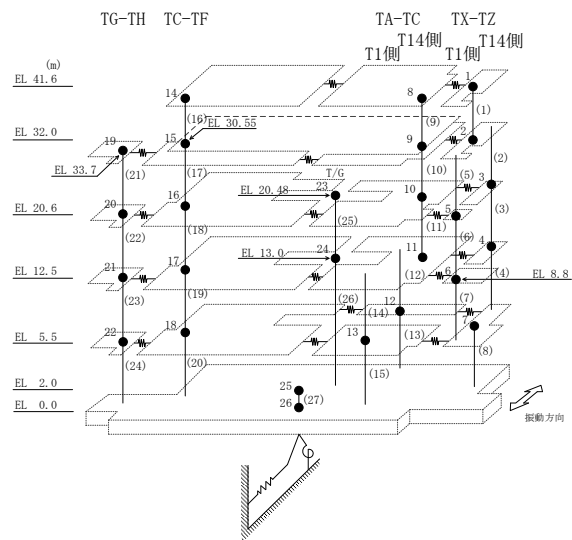 TG-TH TC-TF TA-TC TX-TZ
T1側 T14側 T1側 T14側
(m)
EL 41.6
14 8 1
(16) (9) (1)
EL 30.55
EL 32.0
19 15 9 2
EL 33.7
(21) (17) (10) (2)
T/G
EL 20.48 23
(5) 3
16 10
EL 20.6
20 (25) (11) 5 (3)
(22) (18) (6)
EL 13.0 24 11 4
17
EL 12.5
21 (12) 6 (4) EL 8.8
(23) (19)
(26) 12 (7)
(14)
22 18 13 (13) 7
EL 5.5
(24) (20) (15) (8)
EL 2.0
25
EL 0.0
26 (27)
振動方向